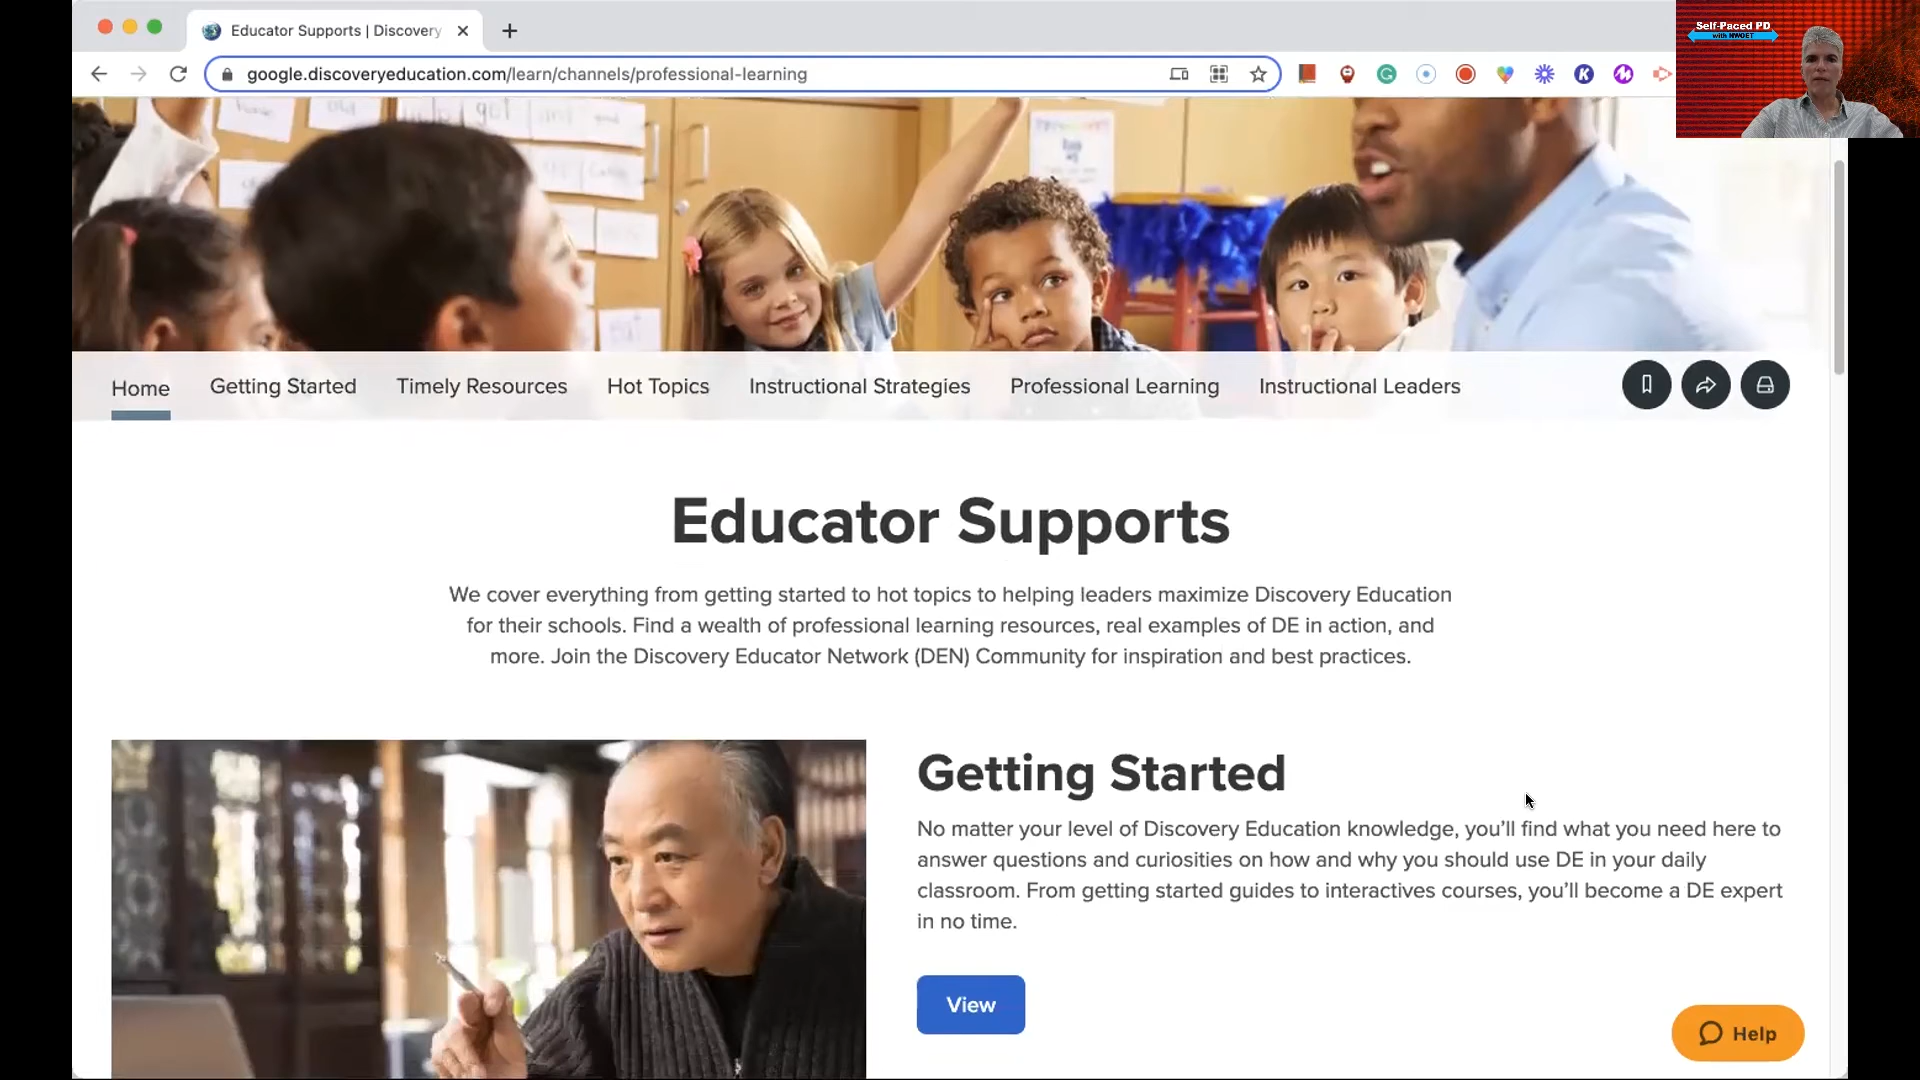 Educator Supports | Discovery
Self-Paced PD
with NWOET
google.discoveryeducation.com/learn/channels/professional-learning
got
Home
Getting Started
Timely Resources
Hot Topics
Instructional Strategies
Professional Learning
Instructional Leaders
Educator Supports
We cover everything from getting started to hot topics to helping leaders maximize Discovery Education
for their schools. Find a wealth of professional learning resources, real examples of DE in action, and
more. Join the Discovery Educator Network (DEN) Community for inspiration and best practices.
Getting Started
No matter your level of Discovery Education knowledge, you’ll find what you need here to
answer questions and curiosities on how and why you should use DE in your daily
classroom. From getting started guides to interactives courses, you’ll become a DE expert
in no time.
View
Help